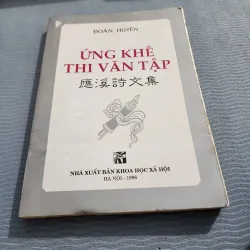 ĐOÀN HUYÊN
ỨNG KHÊ
THI VĂN TẬP
應溪詩文集
NHÀ XUẤT BẢN KHOA HỌC XÃ HỘI
HÀ NỘI - 1996